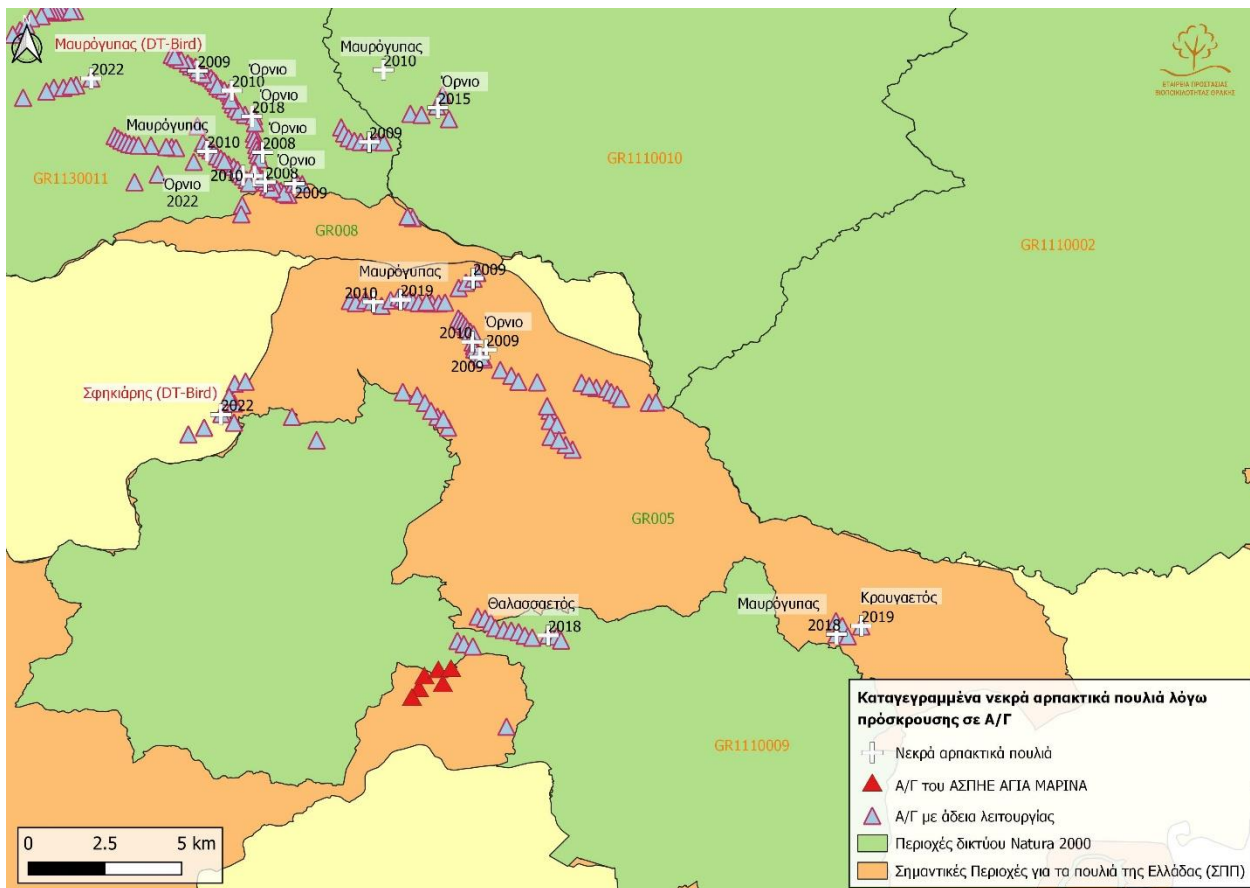 N
Μαυρόγυπας (DT-Bird)
2022
2009
Όρνιο
2010
Όρνιο
2018
Όρνιο
2008
Όρνιο
2008
2009
Μαυρόγυπας
2010
2010
Όρνιο
2022
Μαυρόγυπας
2010
Όρνιο
2015
2009
ΕΤΑΙΡΕΙΑ ΠΡΟΣΤΑΣΙΑΣ
ΒΙΟΠΟΙΚΙΛΟΤΗΤΑΣ ΘΡΑΚΗΣ
GR1130011
GR1110010
GR008
GR1110002
Μαυρόγυπας
2009
2010
2019
Όρνιο
2010
2009
2009
Σφηκιάρης (DT-Bird)
2022
GR005
Θαλασσαετός
2018
Μαυρόγυπας
2018
Κραυγαετός
2019
GR1110009
Καταγεγραμμένα νεκρά αρπακτικά πουλιά λόγω
πρόσκρουσης σε Α/Γ
Νεκρά αρπακτικά πουλιά
Α/Γ του ΑΣΠΗΕ ΑΓΙΑ ΜΑΡΙΝΑ
Α/Γ με άδεια λειτουργίας
Περιοχές δικτύου Natura 2000
Σημαντικές Περιοχές για τα πουλιά της Ελλάδας (ΣΠΠ)
0 2.5 5 km